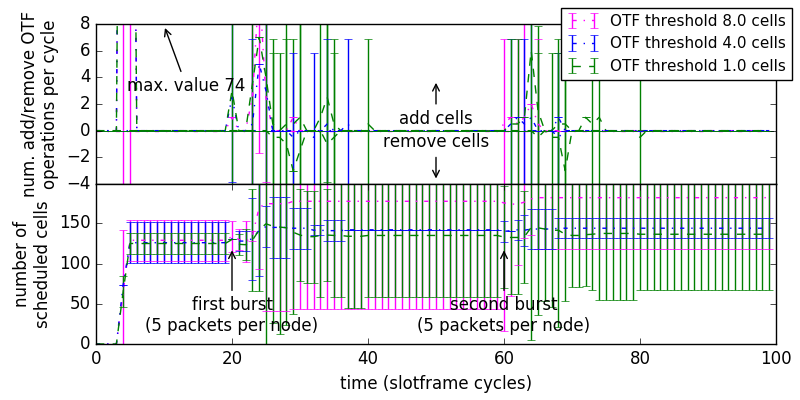 OTF threshold 8.0 cells
OTF threshold 4.0 cells
OTF threshold 1.0 cells
num. add/remove OTF
operations per cycle
8
6
4
2
0
−2
−4
max. value 74
add cells
remove cells
number of
scheduled cells
150
100
50
0
first burst
(5 packets per node)
second burst
(5 packets per node)
0
20
40
60
80
100
time (slotframe cycles)